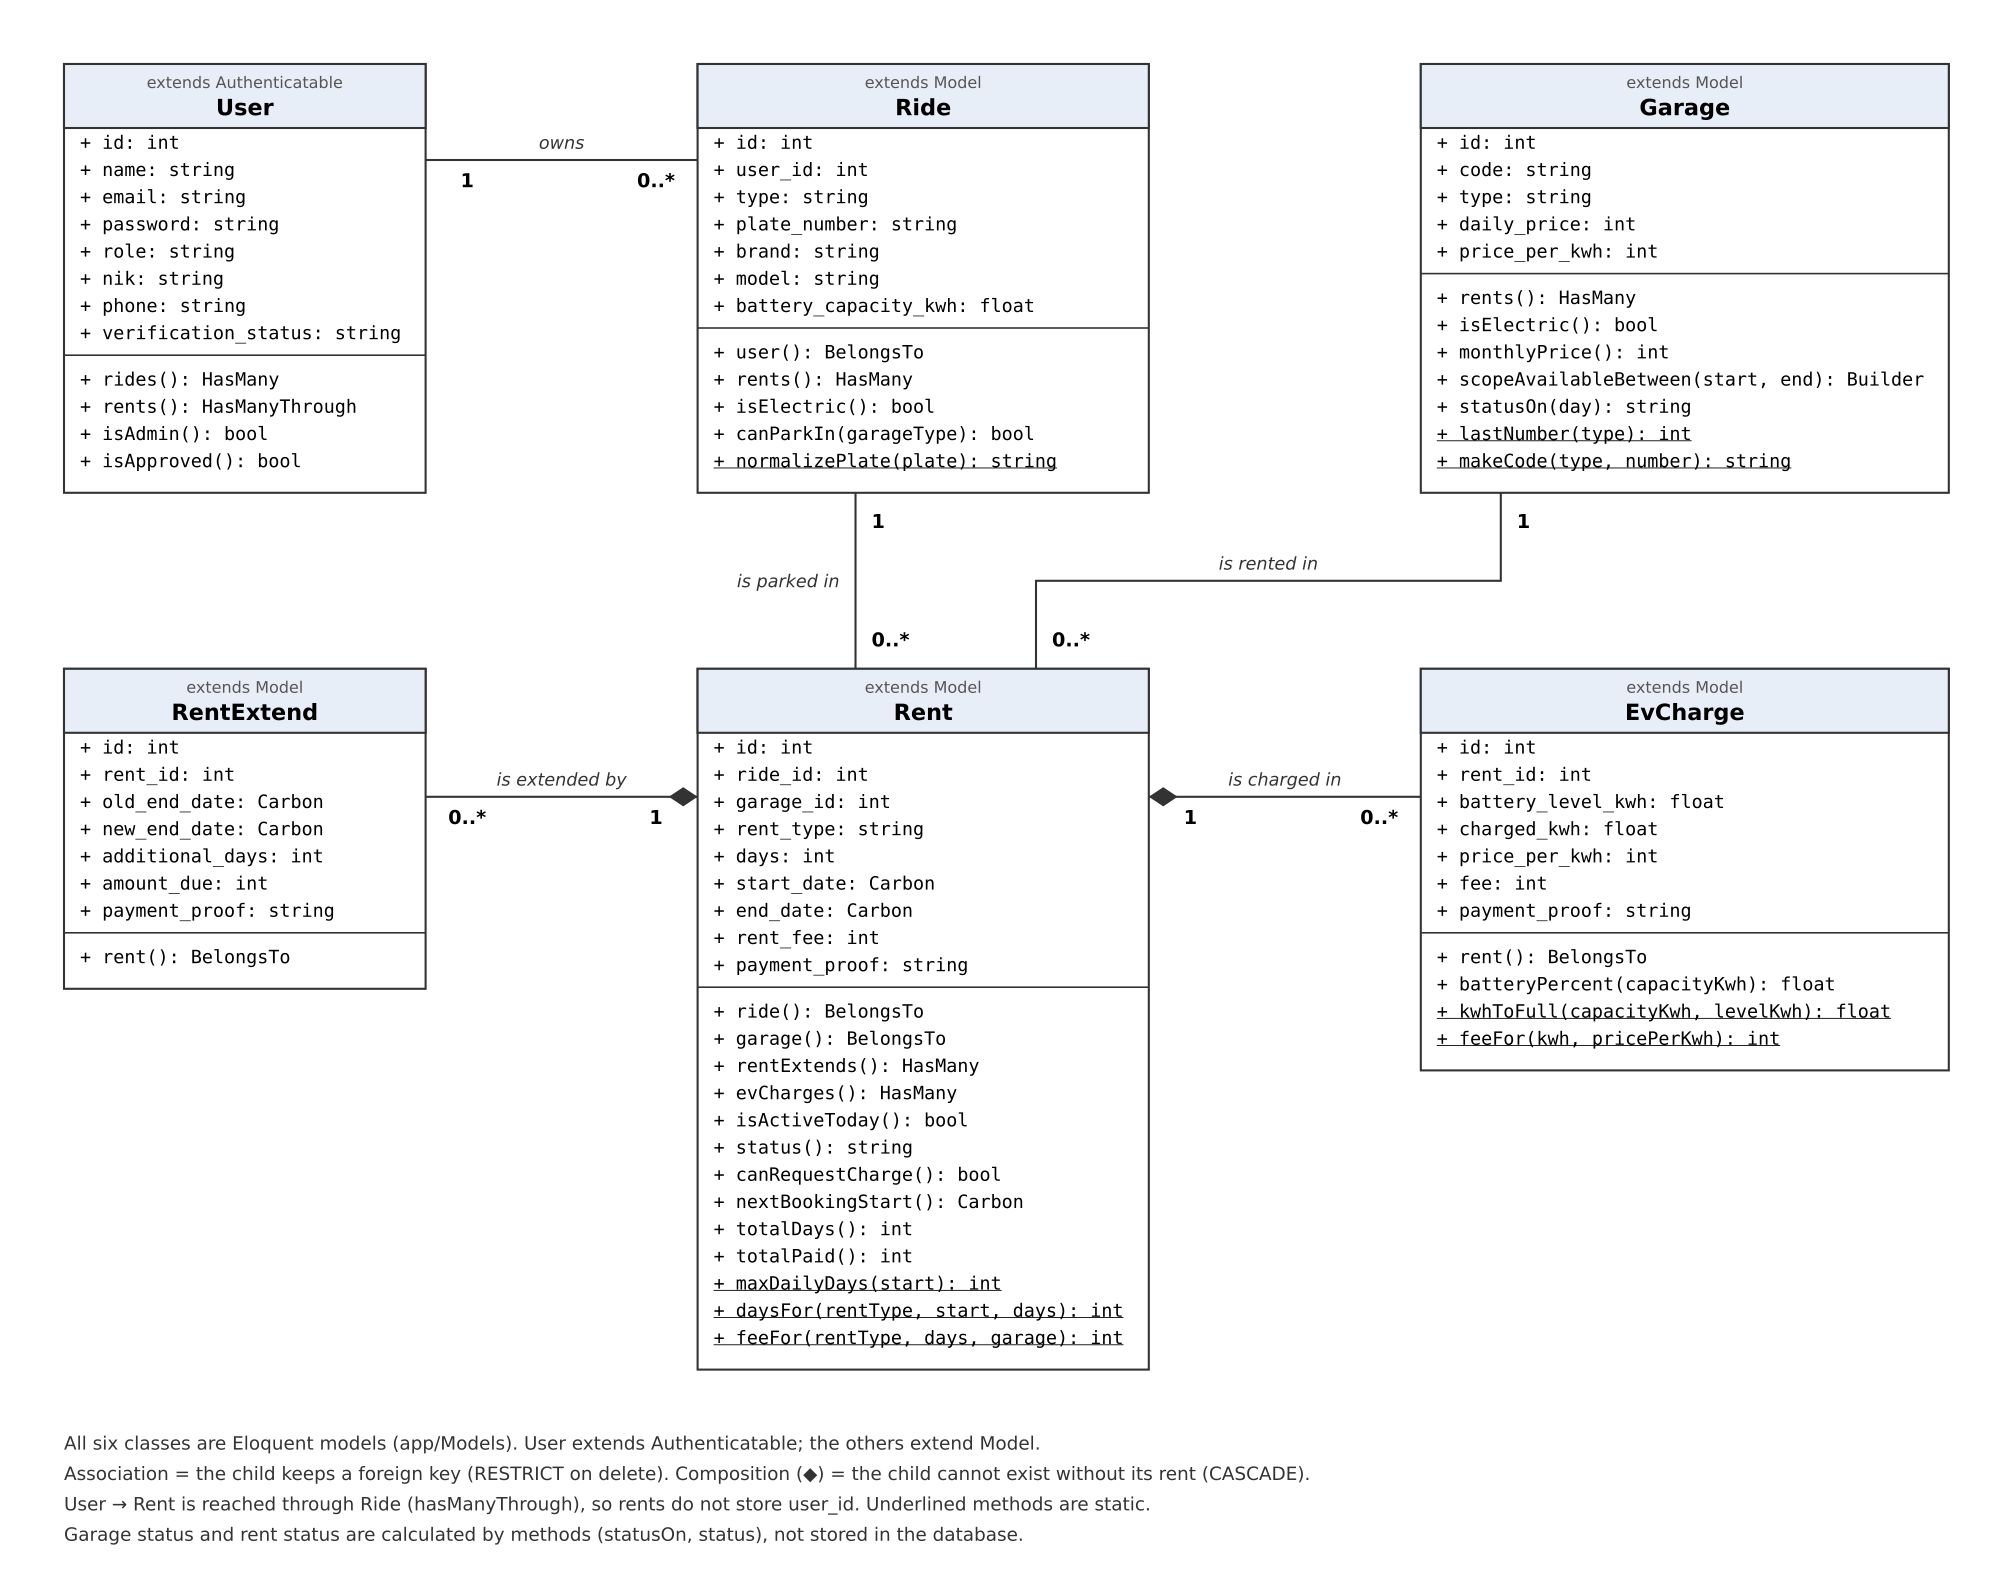 extends Authenticatable
User
+ id: int
+ name: string
+ email: string
+ password: string
+ role: string
+ nik: string
+ phone: string
+ verification_status: string
+ rides(): HasMany
+ rents(): HasManyThrough
+ isAdmin(): bool
+ isApproved(): bool
owns
1
0..*
extends Model
Ride
+ id: int
+ user_id: int
+ type: string
+ plate_number: string
+ brand: string
+ model: string
+ battery_capacity_kwh: float
+ user(): BelongsTo
+ rents(): HasMany
+ isElectric(): bool
+ canParkIn(garageType): bool
+ normalizePlate(plate): string
extends Model
Garage
+ id: int
+ code: string
+ type: string
+ daily_price: int
+ price_per_kwh: int
+ rents(): HasMany
+ isElectric(): bool
+ monthlyPrice(): int
+ scopeAvailableBetween(start, end): Builder
+ statusOn(day): string
+ lastNumber(type): int
+ makeCode(type, number): string
1
is parked in
0..*
1
is rented in
0..*
extends Model
RentExtend
+ id: int
+ rent_id: int
+ old_end_date: Carbon
+ new_end_date: Carbon
+ additional_days: int
+ amount_due: int
+ payment_proof: string
+ rent(): BelongsTo
is extended by
0..*
1
extends Model
Rent
+ id: int
+ ride_id: int
+ garage_id: int
+ rent_type: string
+ days: int
+ start_date: Carbon
+ end_date: Carbon
+ rent_fee: int
+ payment_proof: string
+ ride(): BelongsTo
+ garage(): BelongsTo
+ rentExtends(): HasMany
+ evCharges(): HasMany
+ isActiveToday(): bool
+ status(): string
+ canRequestCharge(): bool
+ nextBookingStart(): Carbon
+ totalDays(): int
+ totalPaid(): int
+ maxDailyDays(start): int
+ daysFor(rentType, start, days): int
+ feeFor(rentType, days, garage): int
is charged in
1
0..*
extends Model
EvCharge
+ id: int
+ rent_id: int
+ battery_level_kwh: float
+ charged_kwh: float
+ price_per_kwh: int
+ fee: int
+ payment_proof: string
+ rent(): BelongsTo
+ batteryPercent(capacityKwh): float
+ kwhToFull(capacityKwh, levelKwh): float
+ feeFor(kwh, pricePerKwh): int
All six classes are Eloquent models (app/Models). User extends Authenticatable; the others extend Model.
Association = the child keeps a foreign key (RESTRICT on delete). Composition (◆) = the child cannot exist without its rent (CASCADE).
User → Rent is reached through Ride (hasManyThrough), so rents do not store user_id. Underlined methods are static.
Garage status and rent status are calculated by methods (statusOn, status), not stored in the database.